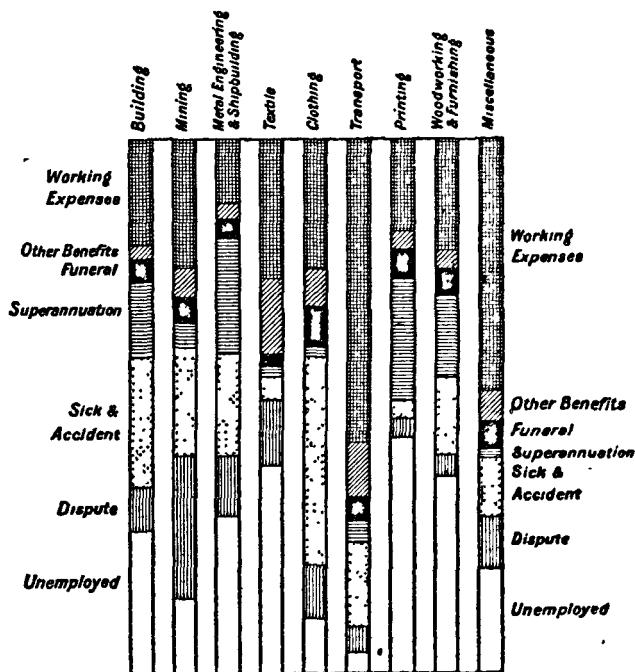 Building
Mining
Metal Engineering
& Shipbuilding
Textile
Clothing
Transport
Printing
Woodworking
& Furnishing
Miscellaneous
Working
Expenses
Other Benefits
Funeral
Superannuation
Sick &
Accident
Dispute
Unemployed
Working
Expenses
Other Benefits
Funeral
Superannuation
Sick &
Accident
Dispute
Unemployed